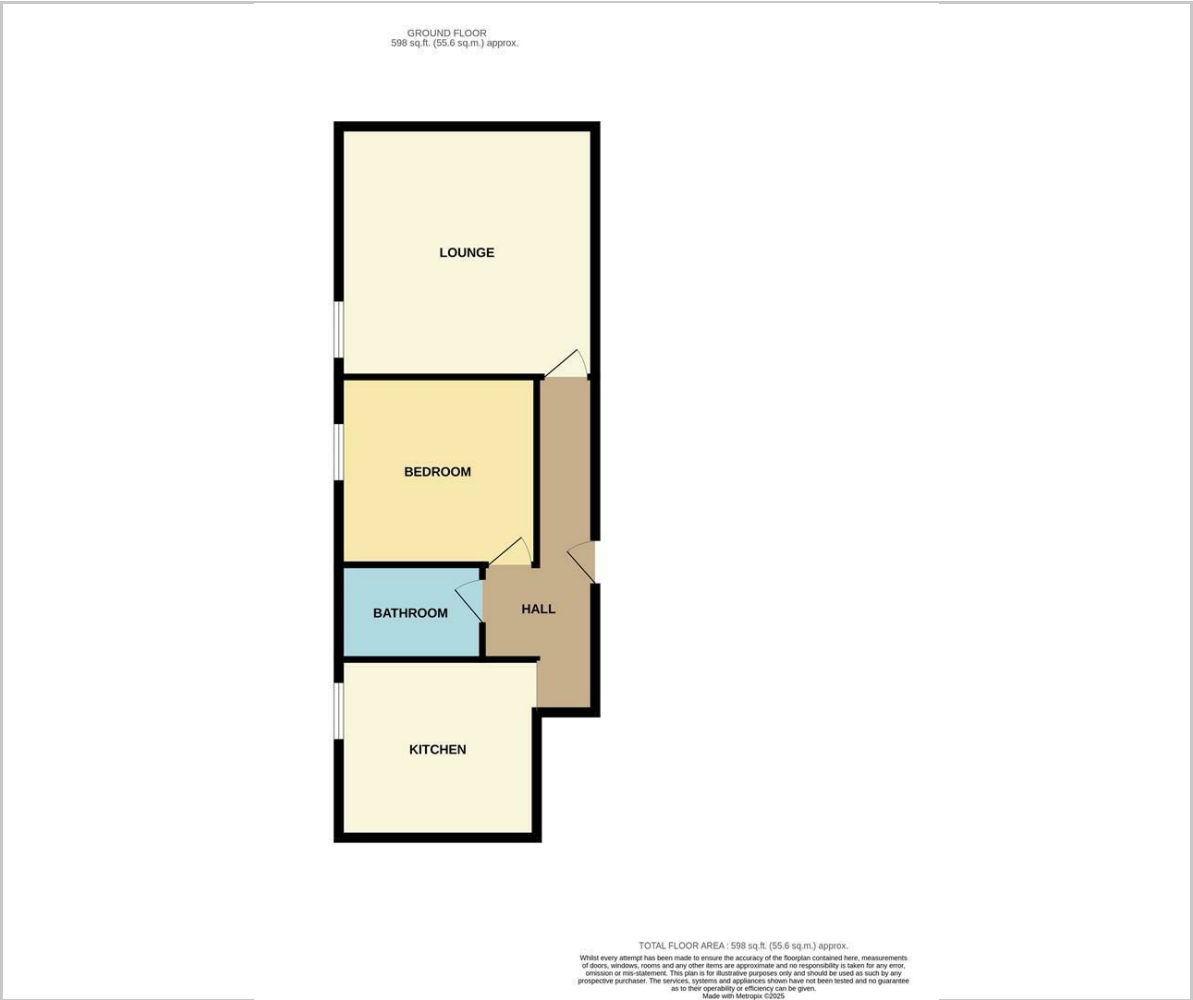 GROUND FLOOR
598 sq.ft. (55.6 sq.m.) approx.
LOUNGE
BEDROOM
HALL
BATHROOM
KITCHEN
TOTAL FLOOR AREA : 598 sq.ft. (55.6 sq.m.) approx.
Whilst every attempt has been made to ensure the accuracy of the floorplan contained here, measurements
of doors, windows, rooms and any other items are approximate and no responsibility is taken for any error,
omission or mis-statement. This plan is for illustrative purposes only and should be used as such by any
prospective purchaser. The services, systems and appliances shown have not been tested and no guarantee
as to their operability or efficiency can be given.
Made with Metropix ©2025